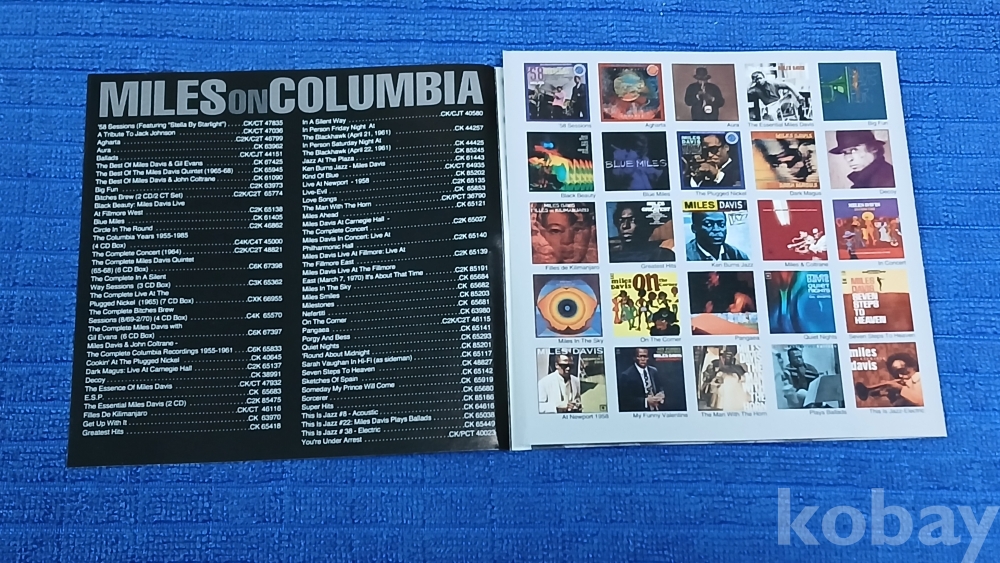 MILES ON COLUMBIA
'58 Sessions (Featuring "Stella By Starlight") ....CK/CT 47835
A Tribute To Jack Johnson ....CK/CT 47036
Agharta ....C2K/CT 46799
Aura ....CK 63962
Ballads ....CK/CJT 44151
The Best Of Miles Davis & Gil Evans ....CK 67425
The Best Of The Miles Davis Quintet (1965-68) ....CK 65945
The Best Of Miles Davis & John Coltrane ....CK 61090
Big Fun ....C2K 63973
Bitches Brew (2 CD/2 CT Set) ....C2K/C2T 65774
Black Beauty: Miles Davis Live
At Fillmore West ....C2K 65138
Blue Miles ....CK 61405
Circle In The Round ....C2K 46862
The Columbia Years 1955-1985
(4 CD Box) ....C4K/C4T 45000
The Complete Concert (1964) ....C2K/C2T 48821
The Complete Miles Davis Quintet
(65-68) (6 CD Box) ....C6K 67398
The Complete In A Silent
Way Sessions (3 CD Box) ....C3K 65362
The Complete Live At The
Plugged Nickel (1965) (7 CD Box) ....CXK 66955
The Complete Bitches Brew
Sessions (8/69-2/70) (4 CD Box) ....C4K 65570
The Complete Miles Davis with
Gil Evans (6 CD Box) ....C6K 67397
Miles Davis & John Coltrane -
The Complete Columbia Recordings 1955-1961 ....C6K 65833
Cookin' At The Plugged Nickel ....CK 40645
Dark Magus: Live At Carnegie Hall ....C2K 65137
Decoy ....CK 38991
The Essence Of Miles Davis ....CK/CT 47932
E.S.P. ....CK 65683
The Essential Miles Davis (2 CD) ....C2K 85475
Filles De Kilimanjaro ....CK/CT 46116
Get Up With It ....CK 63970
Greatest Hits ....CK 65418
In A Silent Way ....CK/CJT 40580
In Person Friday Night At
The Blackhawk (April 21, 1961) ....CK 44257
In Person Saturday Night At
The Blackhawk (April 22, 1961) ....CK 44425
Jazz At The Plaza ....CK 85245
Ken Burns Jazz - Miles Davis ....CK 61443
Kind Of Blue ....CK/CT 64935
Live At Newport - 1958 ....CK 85202
Live-Evil ....C2K 65135
Love Songs ....CK 65853
The Man With The Horn ....CK/PCT 36790
Miles Ahead ....CK 65121
Miles Davis At Carnegie Hall -
The Complete Concert ....C2K 65027
Miles Davis In Concert: Live At
Philharmonic Hall ....C2K 65140
Miles Davis Live At Fillmore: Live At
The Fillmore East ....C2K 65139
Miles Davis Live At The Fillmore
East (March 7, 1970) It's About That Time ....C2K 85191
Miles In The Sky ....CK 65684
Miles Smiles ....CK 65682
Milestones ....CK 85203
Nefertiti ....CK 65681
On The Corner ....CK 63980
Pangaea ....C2K/C2T 46115
Porgy And Bess ....CK 65141
Quiet Nights ....CK 65293
'Round About Midnight ....CK 85201
Sarah Vaughan In Hi-Fi (as sideman) ....CK 65117
Seven Steps To Heaven ....CK 48827
Sketches Of Spain ....CK 65142
Someday My Prince Will Come ....CK 65919
Sorcerer ....CK 65680
Super Hits ....CK 85186
This Is Jazz #8 - Acoustic ....CK 64616
This Is Jazz #22: Miles Davis Plays Ballads ....CK 65038
This Is Jazz # 38 - Electric ....CK 65449
You're Under Arrest ....CK/PCT 40023
58 Sessions
Agharta
Aura
The Essential Miles Davis
Big Fun
BLUE MILES
Black Beauty
Blue Miles
The Plugged Nickel
Dark Magus
Decoy
Filles de Kilimanjaro
Greatest Hits
MILES DAVIS
Ken Burns Jazz
Miles & Coltrane
In Concert
miles davis on the corner
MILES DAVIS QUIET NIGHTS
MILES DAVIS SEVEN STEPS TO HEAVEN
Miles In The Sky
On The Corner
Pangaea
Quiet Nights
Seven Steps To Heaven
MILES DAVIS
miles davis
At Newport 1958
My Funny Valentine
The Man With The Horn
Plays Ballads
This Is Jazz Electric
kobay